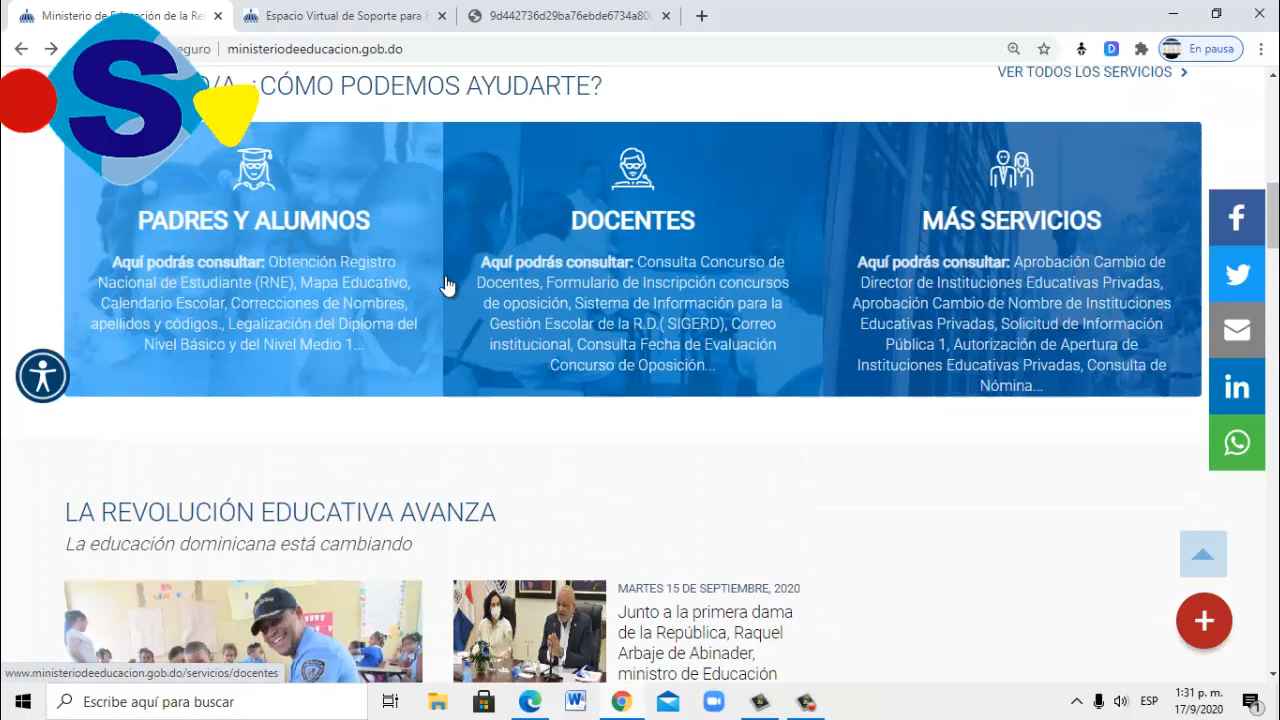 Ministerio de Educación de la Rep
Espacio Virtual de Soporte para E
9d442736d29ba76ebde6734a80
guro
ministeriodeeducacion.gob.do
D
En pausa
S
¿CÓMO PODEMOS AYUDARTE?
VER TODOS LOS SERVICIOS
PADRES Y ALUMNOS
Aquí podrás consultar: Obtención Registro
Nacional de Estudiante (RNE), Mapa Educativo,
Calendario Escolar, Correcciones de Nombres,
apellidos y códigos., Legalización del Diploma del
Nivel Básico y del Nivel Medio 1...
DOCENTES
Aquí podrás consultar: Consulta Concurso de
Docentes, Formulario de Inscripción concursos
de oposición, Sistema de Información para la
Gestión Escolar de la R.D.( SIGERD), Correo
institucional, Consulta Fecha de Evaluación
Concurso de Oposición...
MÁS SERVICIOS
Aquí podrás consultar: Aprobación Cambio de
Director de Instituciones Educativas Privadas,
Aprobación Cambio de Nombre de Instituciones
Educativas Privadas, Solicitud de Información
Pública 1, Autorización de Apertura de
Instituciones Educativas Privadas, Consulta de
Nómina...
LA REVOLUCIÓN EDUCATIVA AVANZA
La educación dominicana está cambiando
MARTES 15 DE SEPTIEMBRE, 2020
Junto a la primera dama
de la República, Raquel
Arbaje de Abinader,
ministro de Educación
www.ministeriodeeducacion.gob.do/servicios/docentes
Escribe aquí para buscar
ESP
1:31 p. m.
17/9/2020